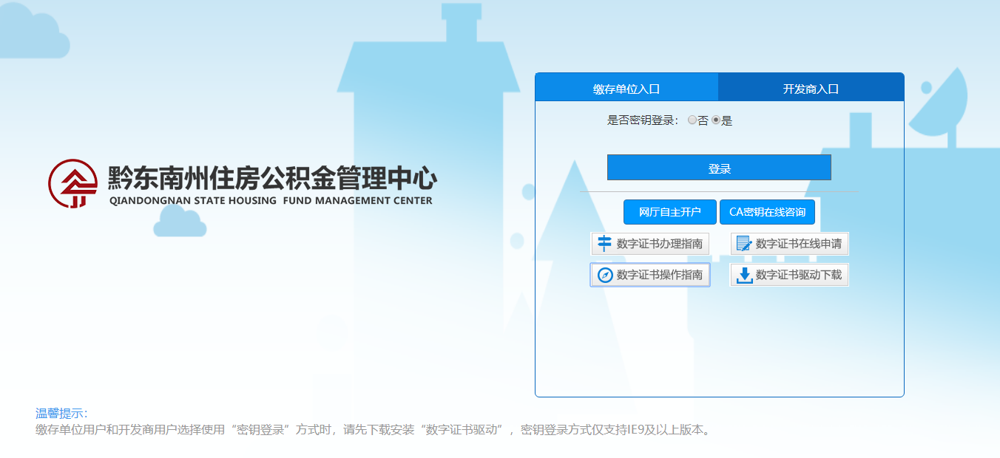 缴存单位入口 开发商入口
是否密钥登录： 否 是
登录
黔东南州住房公积金管理中心
QIANDONGNAN STATE HOUSING FUND MANAGEMENT CENTER
网厅自主开户 CA密钥在线咨询
数字证书办理指南 数字证书在线申请
数字证书操作指南 数字证书驱动下载
温馨提示：
缴存单位用户和开发商用户选择使用“密钥登录”方式时，请先下载安装“数字证书驱动”，密钥登录方式仅支持IE9及以上版本。